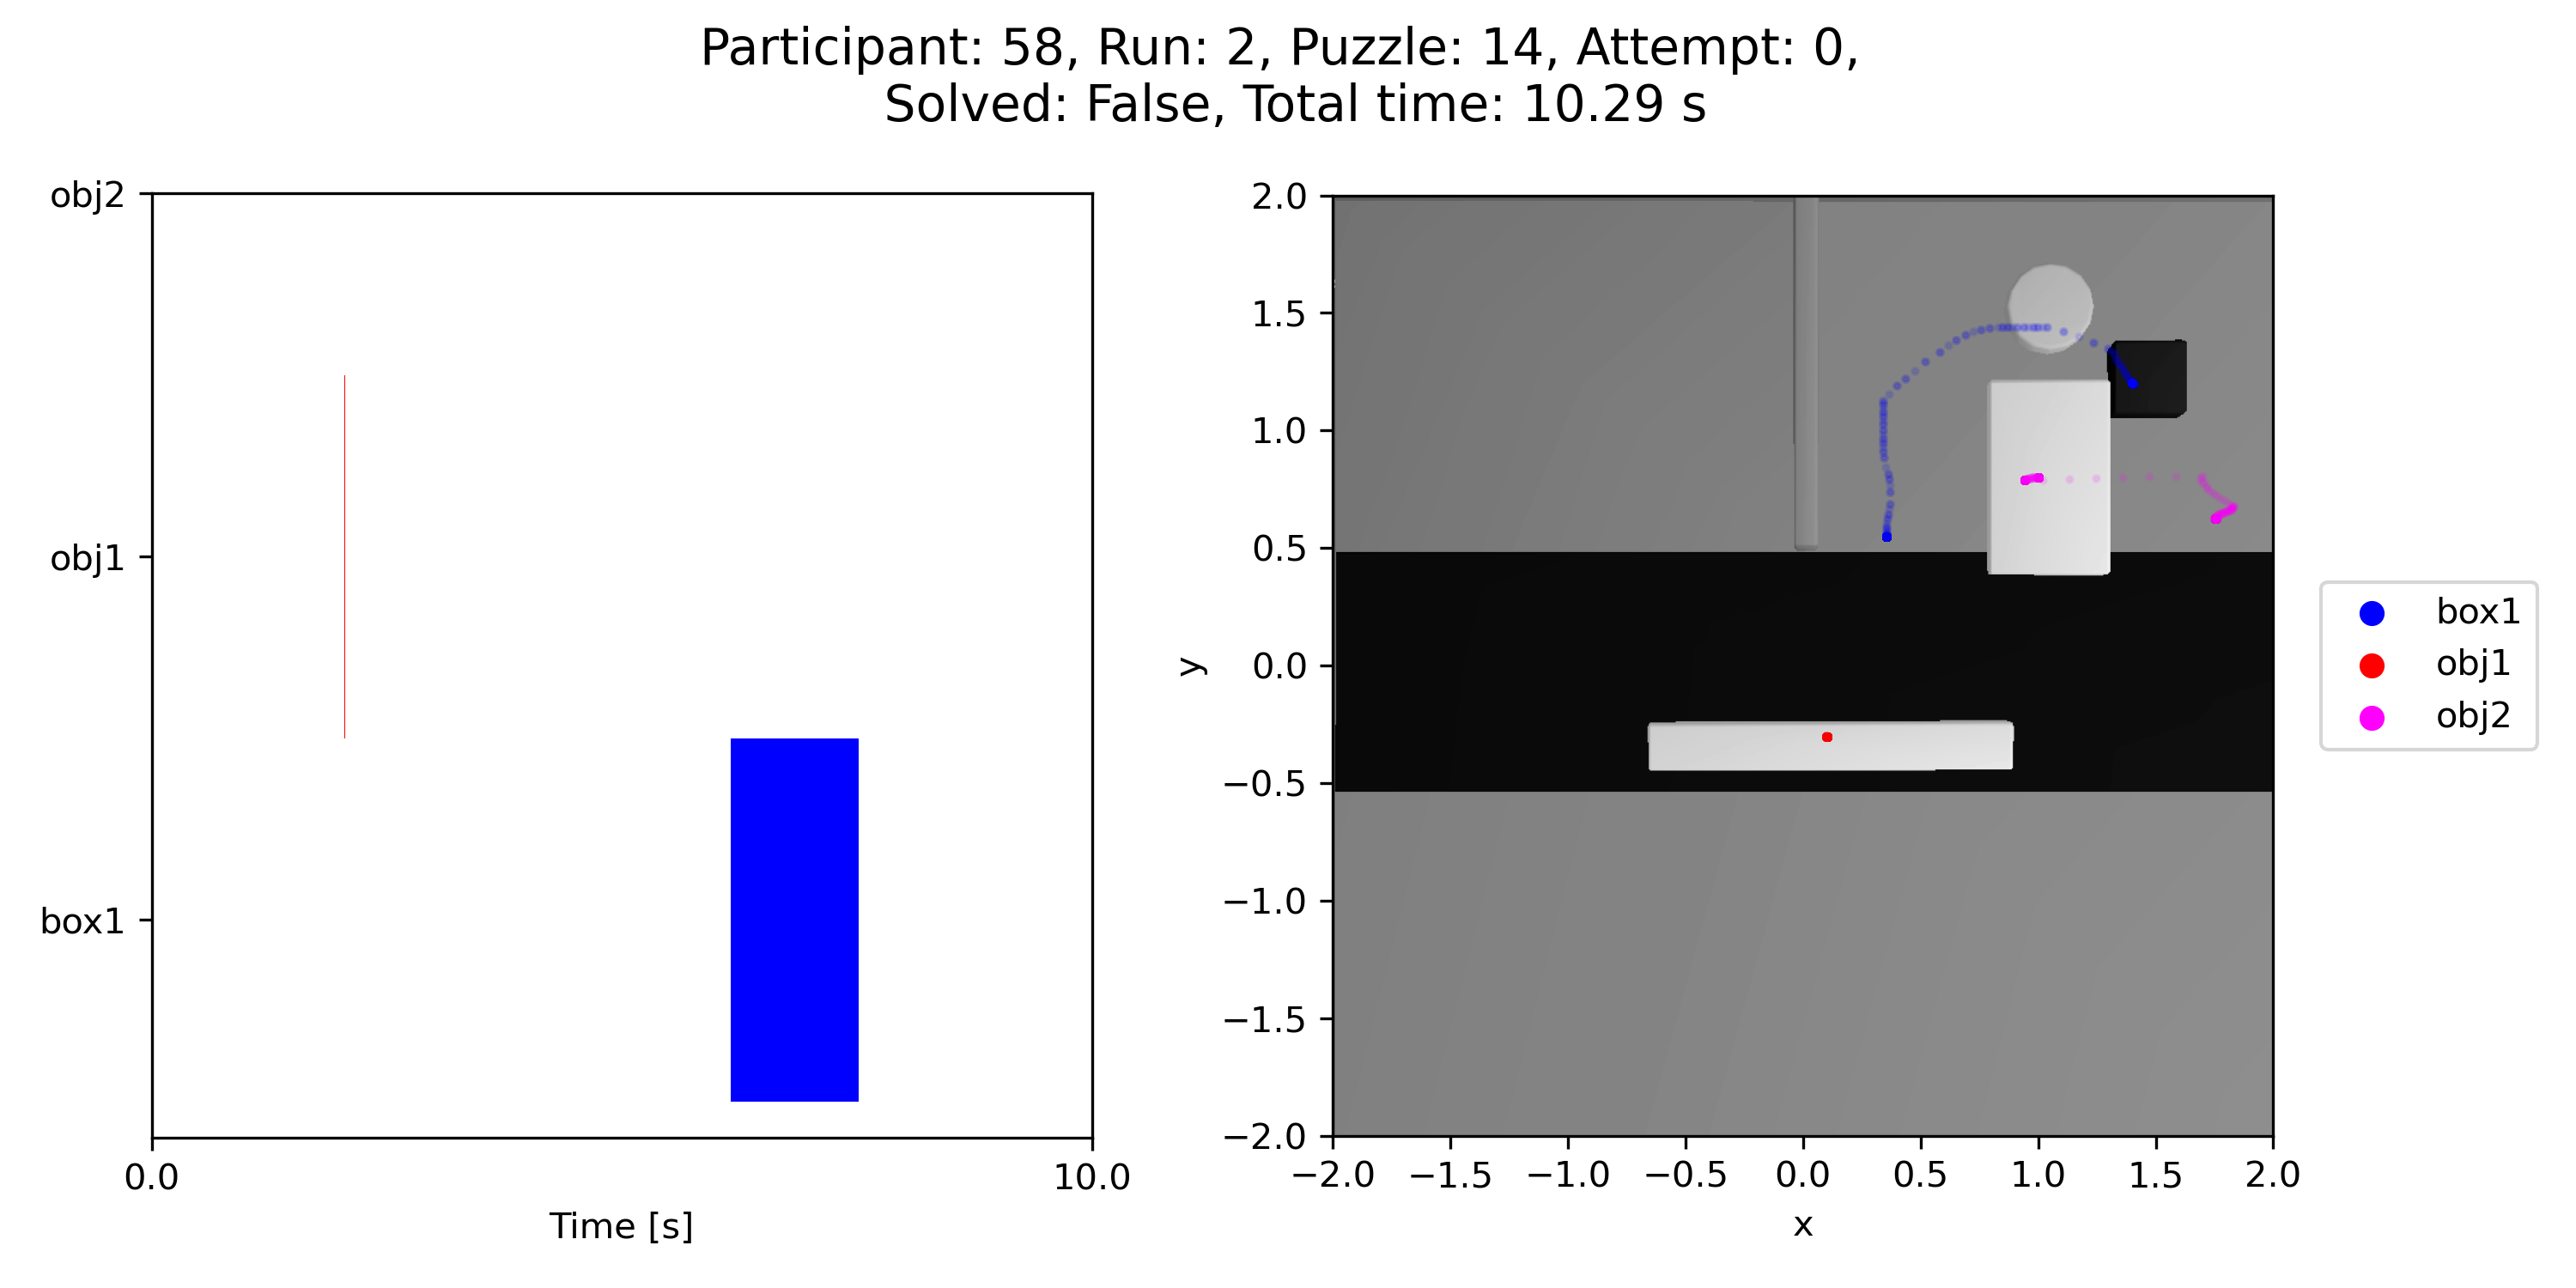 Participant: 58, Run: 2, Puzzle: 14, Attempt: 0,
Solved: False, Total time: 10.29 s
obj2
obj1
box1
0.0
10.0
Time [s]
2.0
1.5
1.0
0.5
0.0
−0.5
−1.0
−1.5
−2.0
y
−2.0
−1.5
−1.0
−0.5
0.0
0.5
1.0
1.5
2.0
x
box1
obj1
obj2